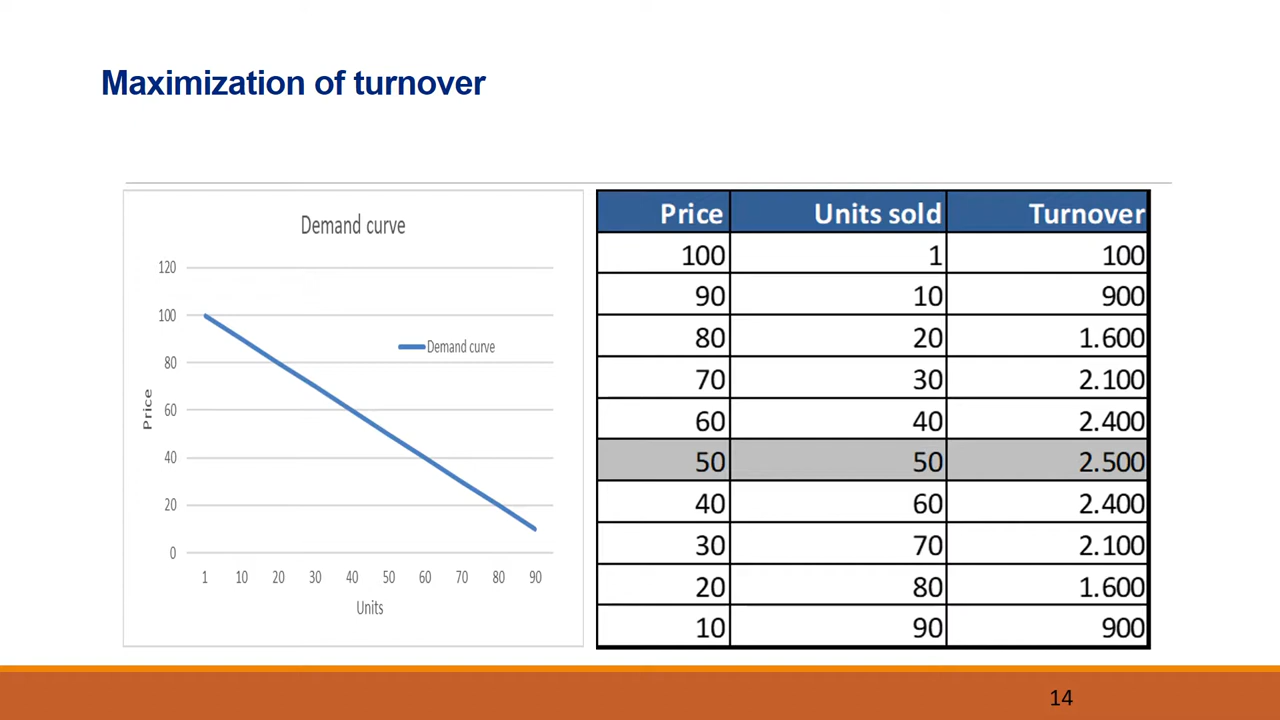 Maximization of turnover
Demand curve
120
100
80
60
40
20
0
Price
Demand curve
1 10 20 30 40 50 60 70 80 90
Units
Price Units sold Turnover
100 1 100
90 10 900
80 20 1.600
70 30 2.100
60 40 2.400
50 50 2.500
40 60 2.400
30 70 2.100
20 80 1.600
10 90 900
14